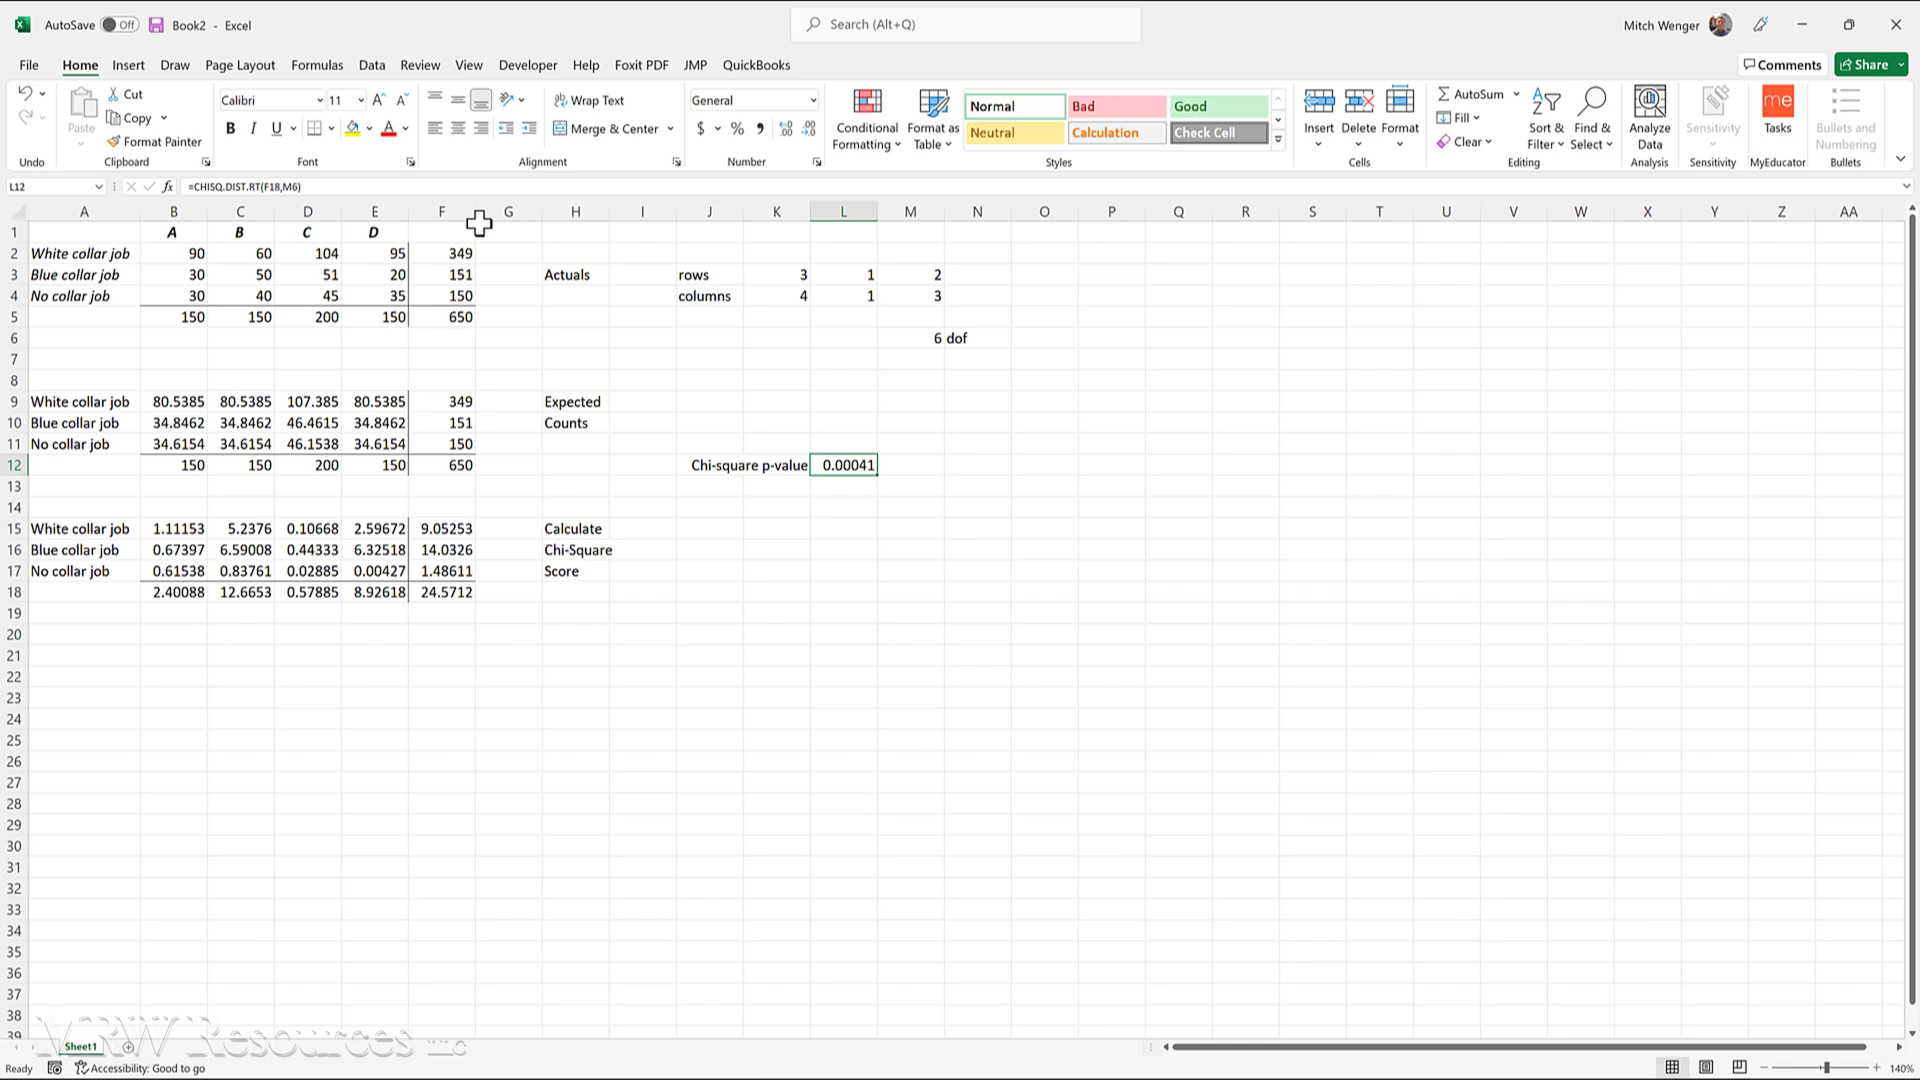 AutoSave Off Book2 - Excel Search (Alt+Q) Mitch Wenger
File Home Insert Draw Page Layout Formulas Data Review View Developer Help Foxit PDF JMP QuickBooks Comments Share
Undo
Paste Cut Copy Format Painter
Clipboard
Calibri 11 A A
B I U A
Font
Wrap Text
Merge & Center
Alignment
General
$ % 9
Number
Conditional Formatting
Format as Table
Normal Bad Good
Neutral Calculation Check Cell
Styles
Insert Delete Format
Cells
AutoSum
Fill
Clear
Sort & Filter
Find & Select
Editing
Analyze Data
Analysis
Sensitivity
Sensitivity
me
Tasks
MyEducator
Bullets and Numbering
Bullets
L12 fx =CHISQ.DIST.RT(F18,M6)
A B C D E F G H I J K L M N O P Q R S T U V W X Y Z AA
1 A B C D
2 White collar job 90 60 104 95 349
3 Blue collar job 30 50 51 20 151 Actuals rows 3 1 2
4 No collar job 30 40 45 35 150 columns 4 1 3
5 150 150 200 150 650
6 6 dof
7
8
9 White collar job 80.5385 80.5385 107.385 80.5385 349 Expected
10 Blue collar job 34.8462 34.8462 46.4615 34.8462 151 Counts
11 No collar job 34.6154 34.6154 46.1538 34.6154 150
12 150 150 200 150 650 Chi-square p-value 0.00041
13
14
15 White collar job 1.11153 5.2376 0.10668 2.59672 9.05253 Calculate
16 Blue collar job 0.67397 6.59008 0.44333 6.32518 14.0326 Chi-Square
17 No collar job 0.61538 0.83761 0.02885 0.00427 1.48611 Score
18 2.40088 12.6653 0.57885 8.92618 24.5712
19
20
21
22
23
24
25
26
27
28
29
30
31
32
33
34
35
36
37
38
39
MRW Resources LLC
Sheet1
Ready Accessibility: Good to go 140%